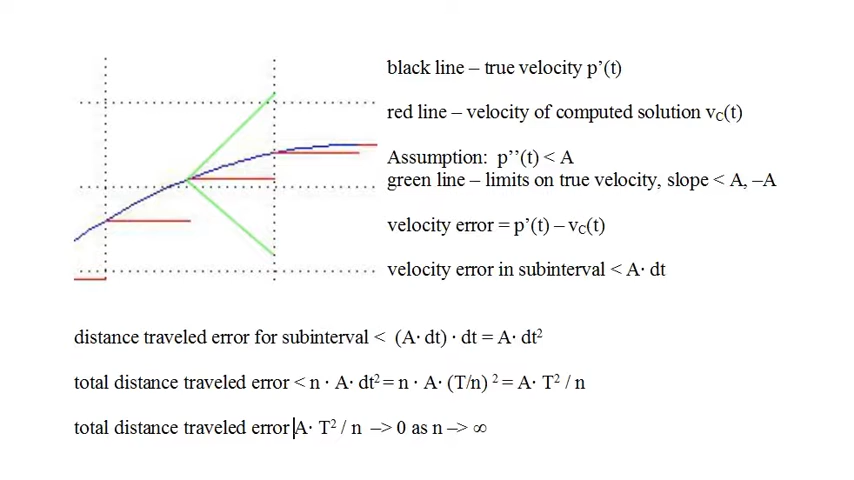 black line – true velocity p’(t)
red line – velocity of computed solution vC(t)
Assumption:  p’’(t) < A
green line – limits on true velocity, slope < A, –A
velocity error = p’(t) – vC(t)
velocity error in subinterval < A· dt
distance traveled error for subinterval <  (A· dt) · dt = A· dt²
total distance traveled error < n · A· dt² = n · A· (T/n) ² = A· T² / n
total distance traveled error A· T² / n  –> 0 as n –> ∞